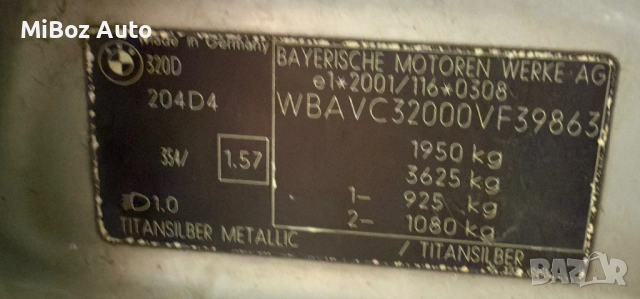 MiBoz Auto
Made in Germany
320D
204D4
354/ 1.57
1.0
TITANSILBER METALLIC
BAYERISCHE MOTOREN WERKE AG
e1*2001/116*0308
WBAVC32000VF39863
1950 kg
3625 kg
1- 925 kg
2- 1080 kg
/ TITANSILBER
BAZAR